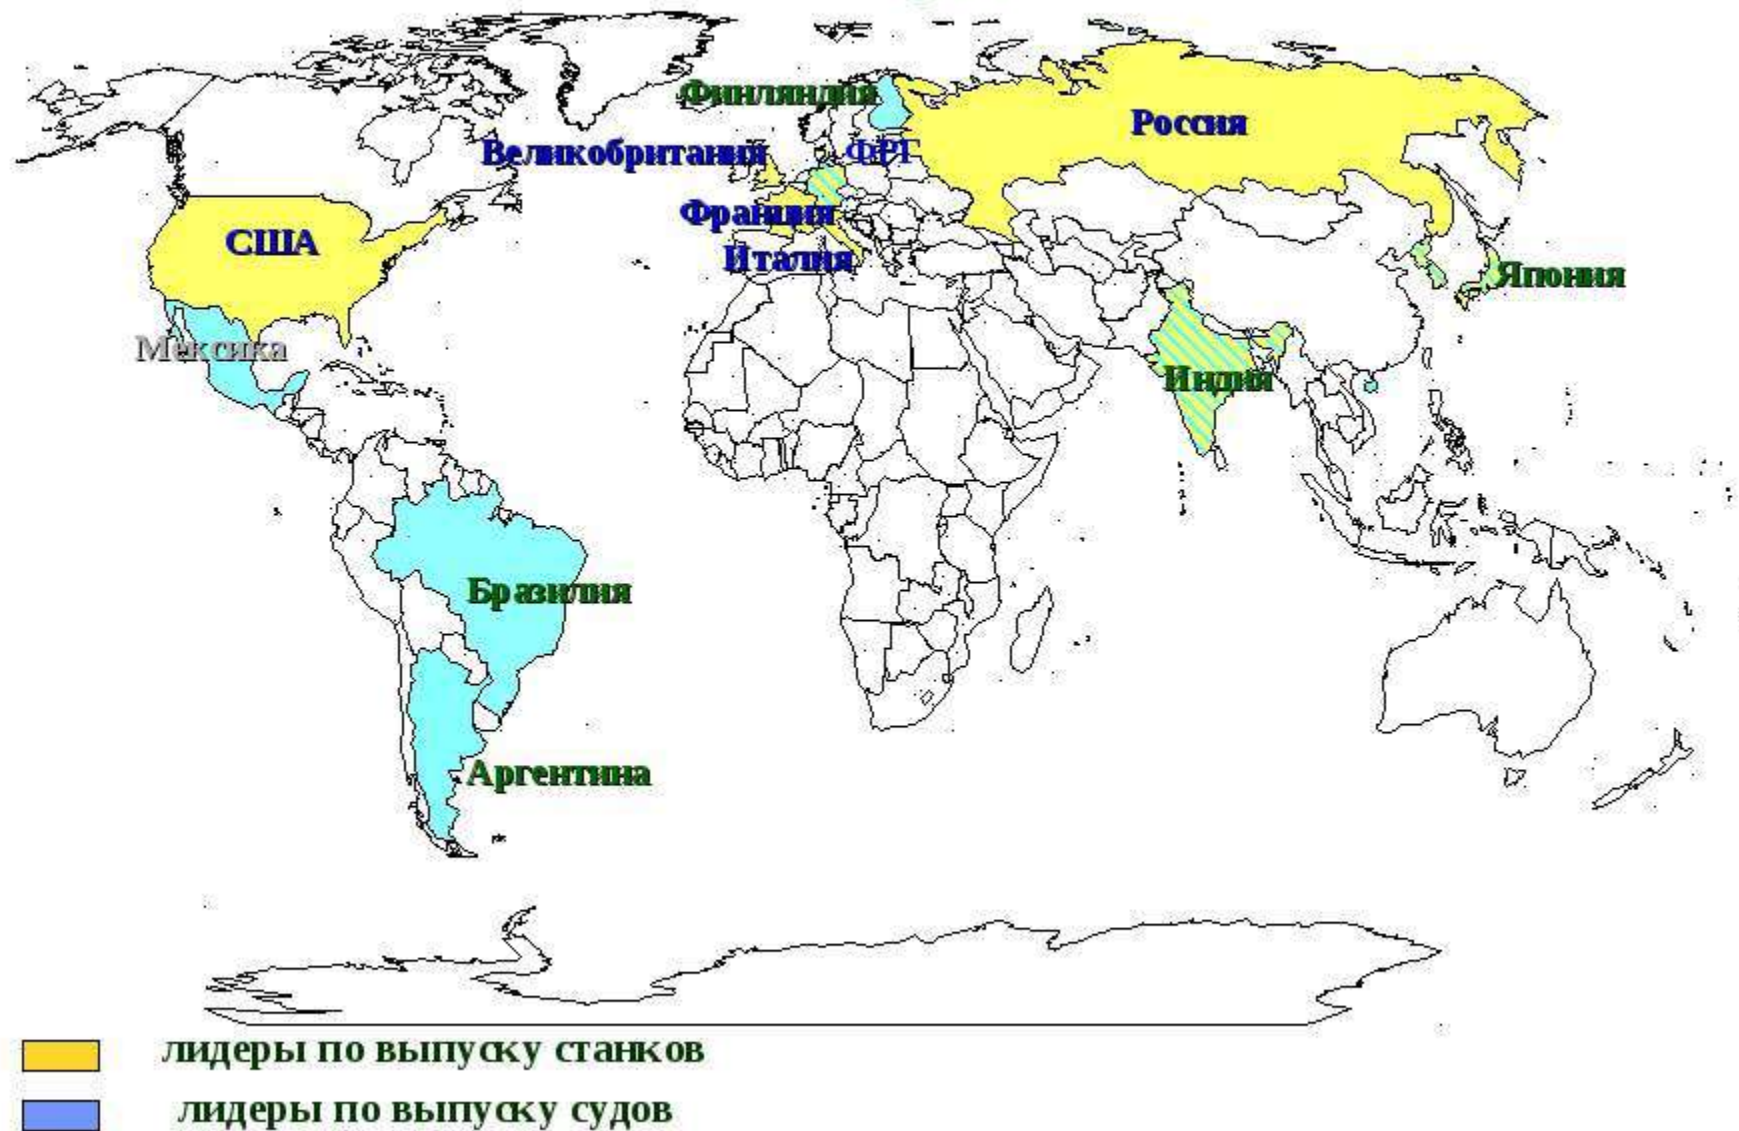 Финляндия
Россия
Великобритания
ФРГ
Франция
США
Италия
Япония
Мексика
Индия
Бразилия
Аргентина
лидеры по выпуску станков
лидеры по выпуску судов